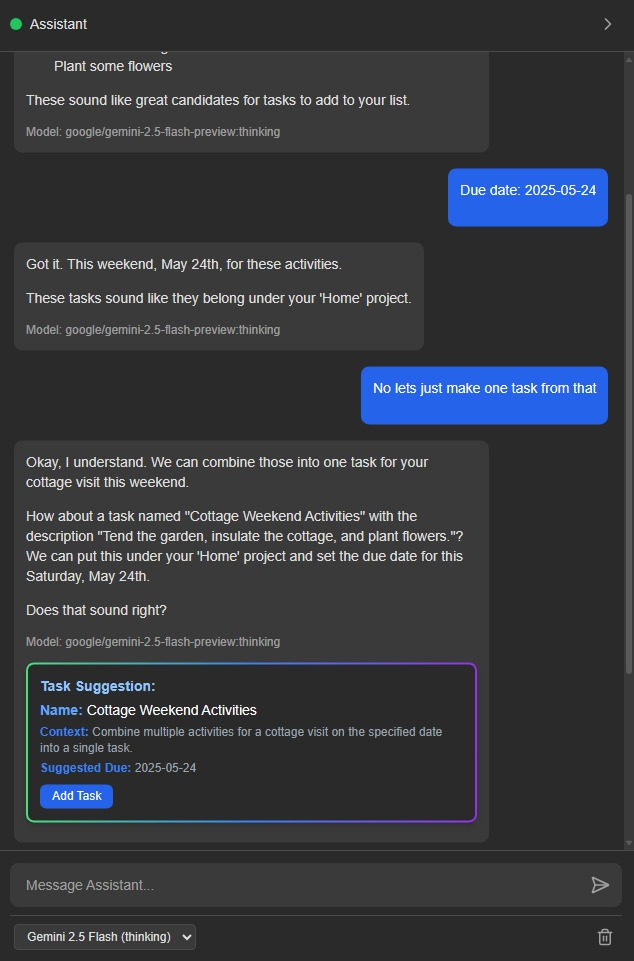 Assistant
Plant some flowers
These sound like great candidates for tasks to add to your list.
Model: google/gemini-2.5-flash-preview:thinking
Due date: 2025-05-24
Got it. This weekend, May 24th, for these activities.
These tasks sound like they belong under your 'Home' project.
Model: google/gemini-2.5-flash-preview:thinking
No lets just make one task from that
Okay, I understand. We can combine those into one task for your
cottage visit this weekend.
How about a task named "Cottage Weekend Activities" with the
description "Tend the garden, insulate the cottage, and plant flowers."?
We can put this under your 'Home' project and set the due date for this
Saturday, May 24th.
Does that sound right?
Model: google/gemini-2.5-flash-preview:thinking
Task Suggestion:
Name: Cottage Weekend Activities
Context: Combine multiple activities for a cottage visit on the specified date
into a single task.
Suggested Due: 2025-05-24
Add Task
Message Assistant...
Gemini 2.5 Flash (thinking)